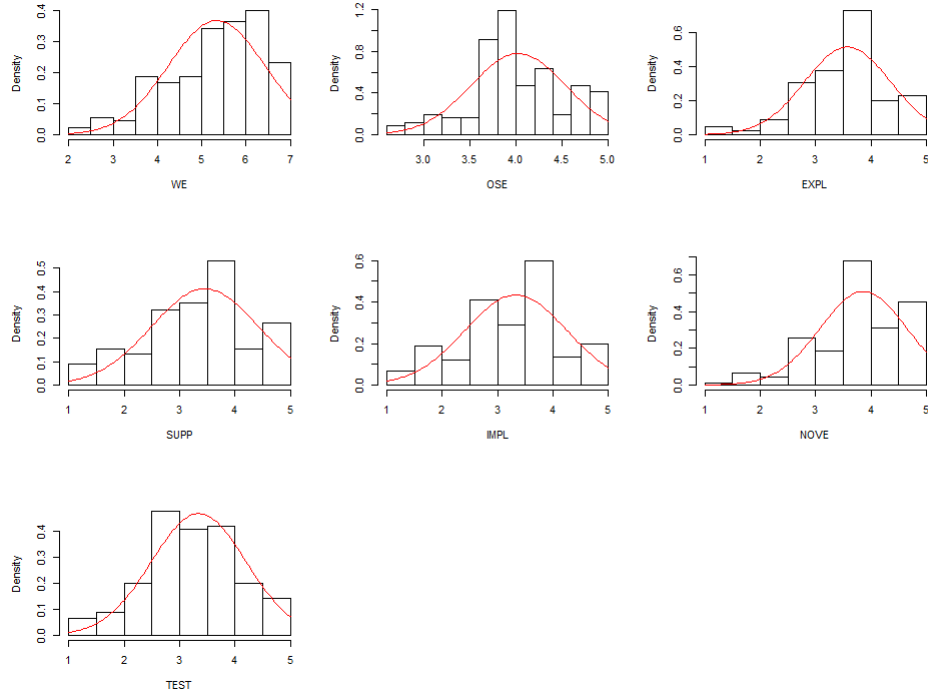 Density
0.0 0.1 0.2 0.3 0.4
2 3 4 5 6 7
WE
Density
0.0 0.4 0.8 1.2
3.0 3.5 4.0 4.5 5.0
OSE
Density
0.0 0.2 0.4 0.6
1 2 3 4 5
EXPL
Density
0.0 0.1 0.2 0.3 0.4 0.5
1 2 3 4 5
SUPP
Density
0.0 0.2 0.4 0.6
1 2 3 4 5
IMPL
Density
0.0 0.2 0.4 0.6
1 2 3 4 5
NOVE
Density
0.0 0.1 0.2 0.3 0.4
1 2 3 4 5
TEST